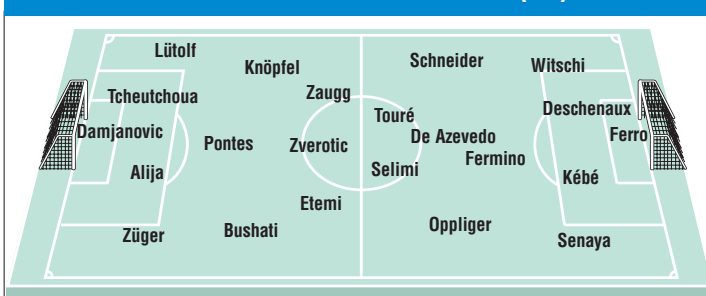 Lütolf
Knöpfel
Schneider
Witschi
Tcheutchoua
Zaugg
Touré
Deschenaux
Damjanovic
Pontes
Zverotic
De Azevedo
Ferro
Alija
Selimi
Fermino
Kébé
Etemi
Züger
Bushati
Oppliger
Senaya